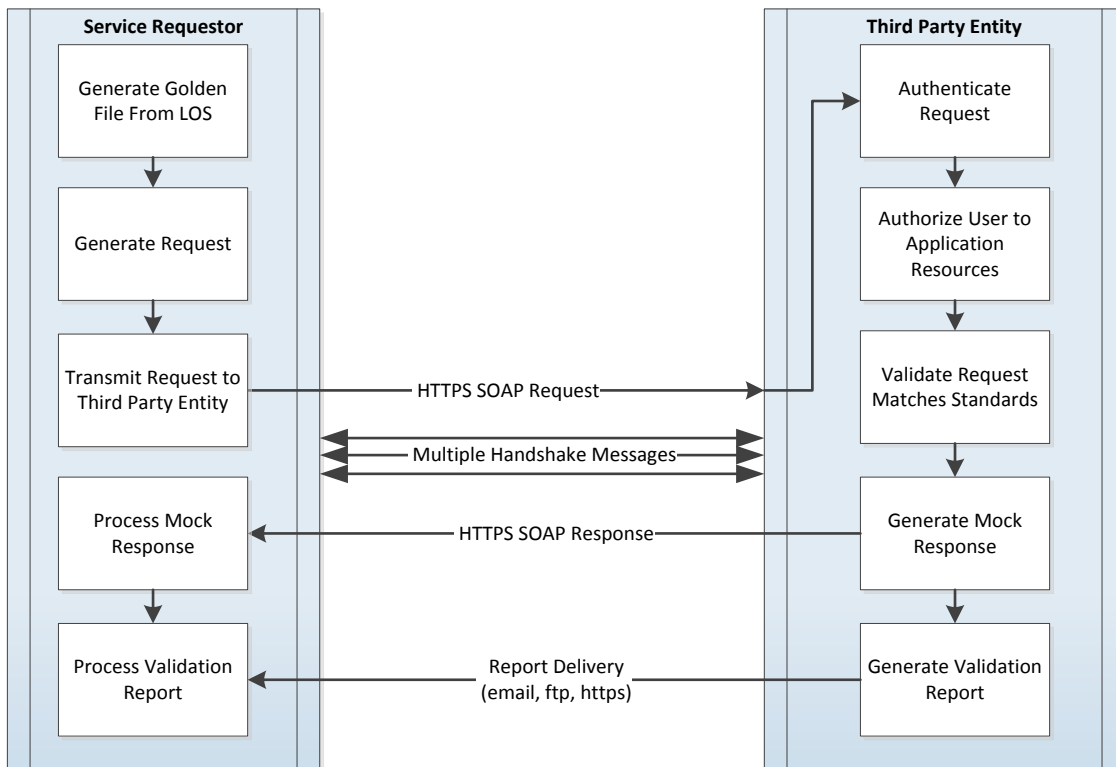 Service Requestor
Generate Golden
File From LOS
Generate Request
Transmit Request to
Third Party Entity
Process Mock
Response
Process Validation
Report
HTTPS SOAP Request
Multiple Handshake Messages
HTTPS SOAP Response
Report Delivery
(email, ftp, https)
Third Party Entity
Authenticate
Request
Authorize User to
Application
Resources
Validate Request
Matches Standards
Generate Mock
Response
Generate Validation
Report